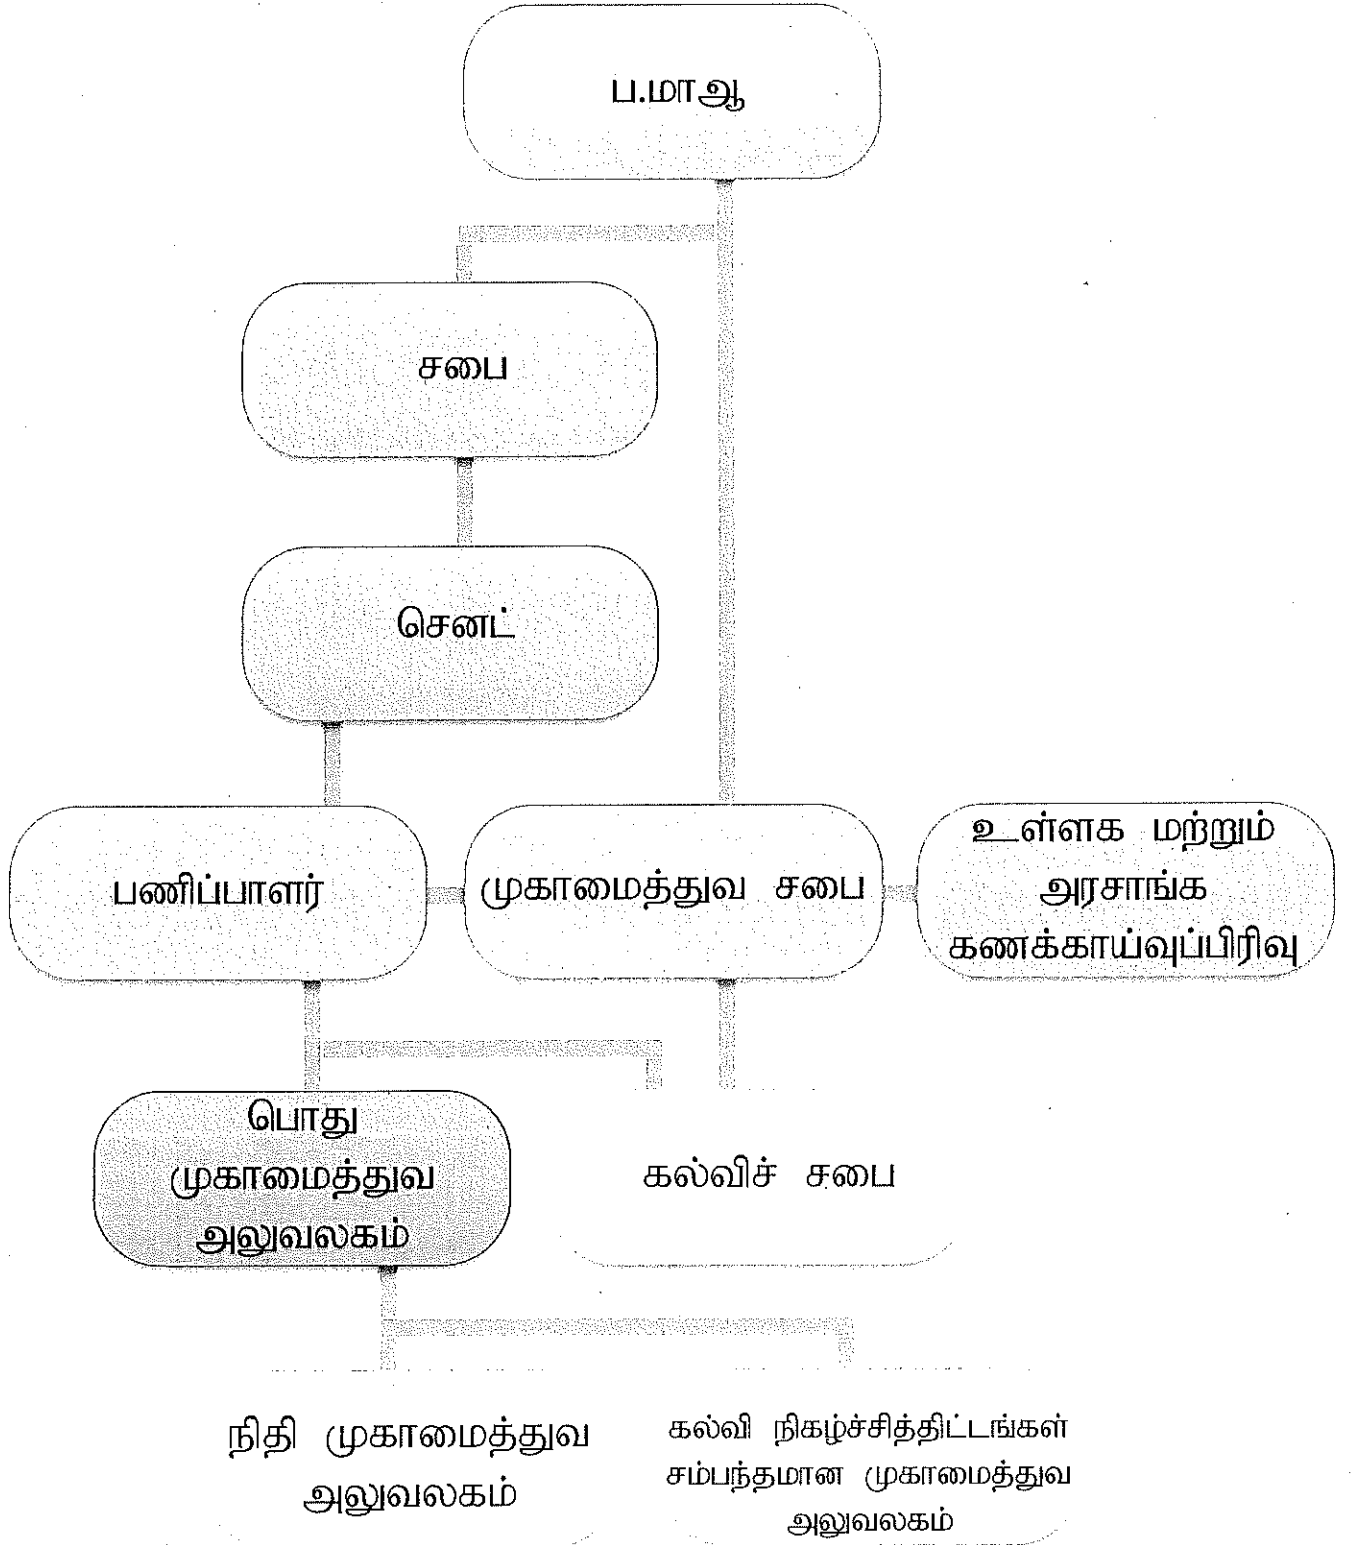 ப.மாஆ
சபை
செனட்
பணிப்பாளர்
முகாமைத்துவ சபை
உள்ளக மற்றும்
அரசாங்க
கணக்காய்வுப்பிரிவு
பொது
முகாமைத்துவ
அலுவலகம்
கல்விச் சபை
நிதி முகாமைத்துவ
அலுவலகம்
கல்வி நிகழ்ச்சித்திட்டங்கள்
சம்பந்தமான முகாமைத்துவ
அலுவலகம்